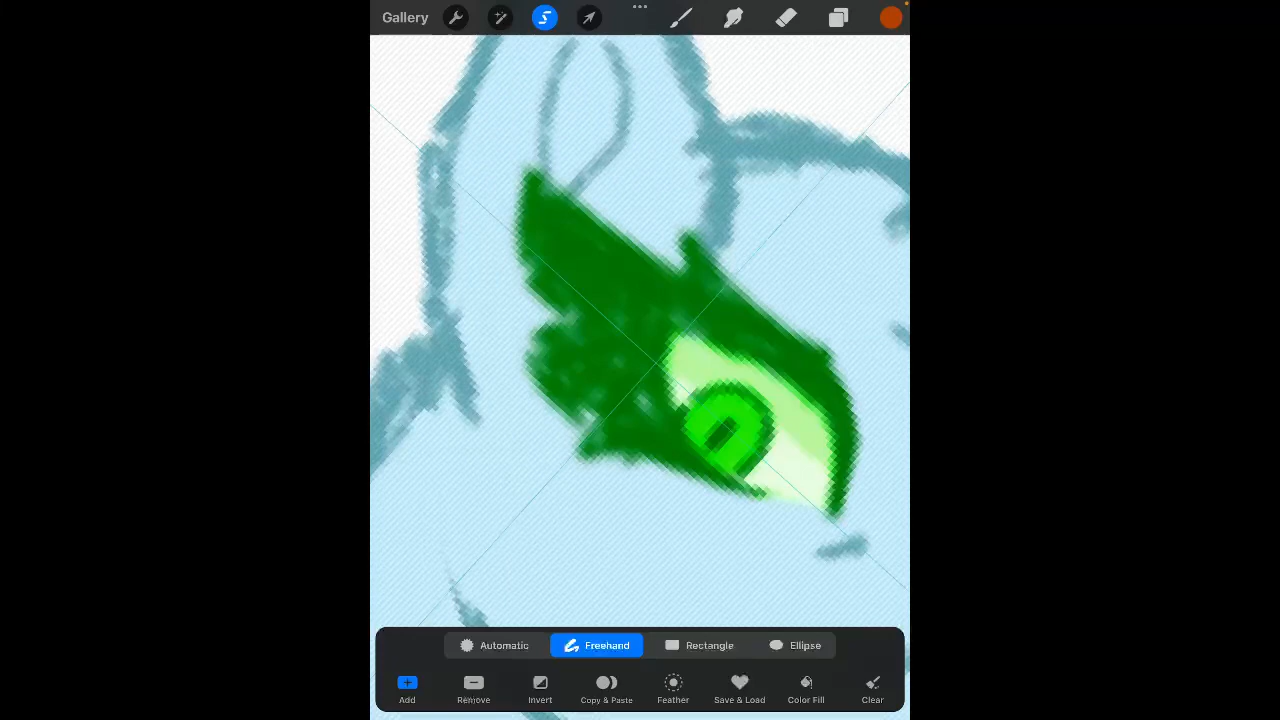 Gallery
Automatic Freehand Rectangle Ellipse
Add Remove Invert Copy & Paste Feather Save & Load Color Fill Clear